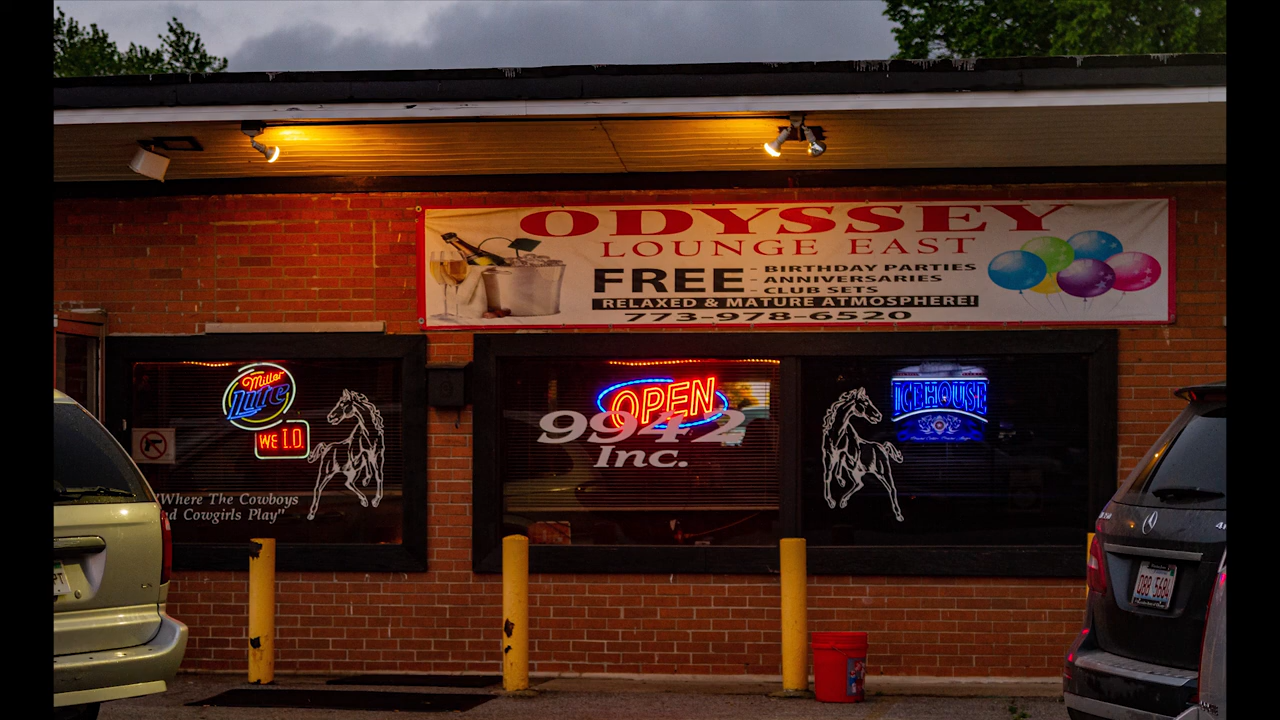 ODYSSEY
LOUNGE EAST
FREE
- BIRTHDAY PARTIES
- ANNIVERSARIES
- CLUB SETS
RELAXED & MATURE ATMOSPHERE!
773-978-6520
Miller
Lite
WE I.D
OPEN
ICEHOUSE
9942
Inc.
"Where The Cowboys
nd Cowgirls Play"